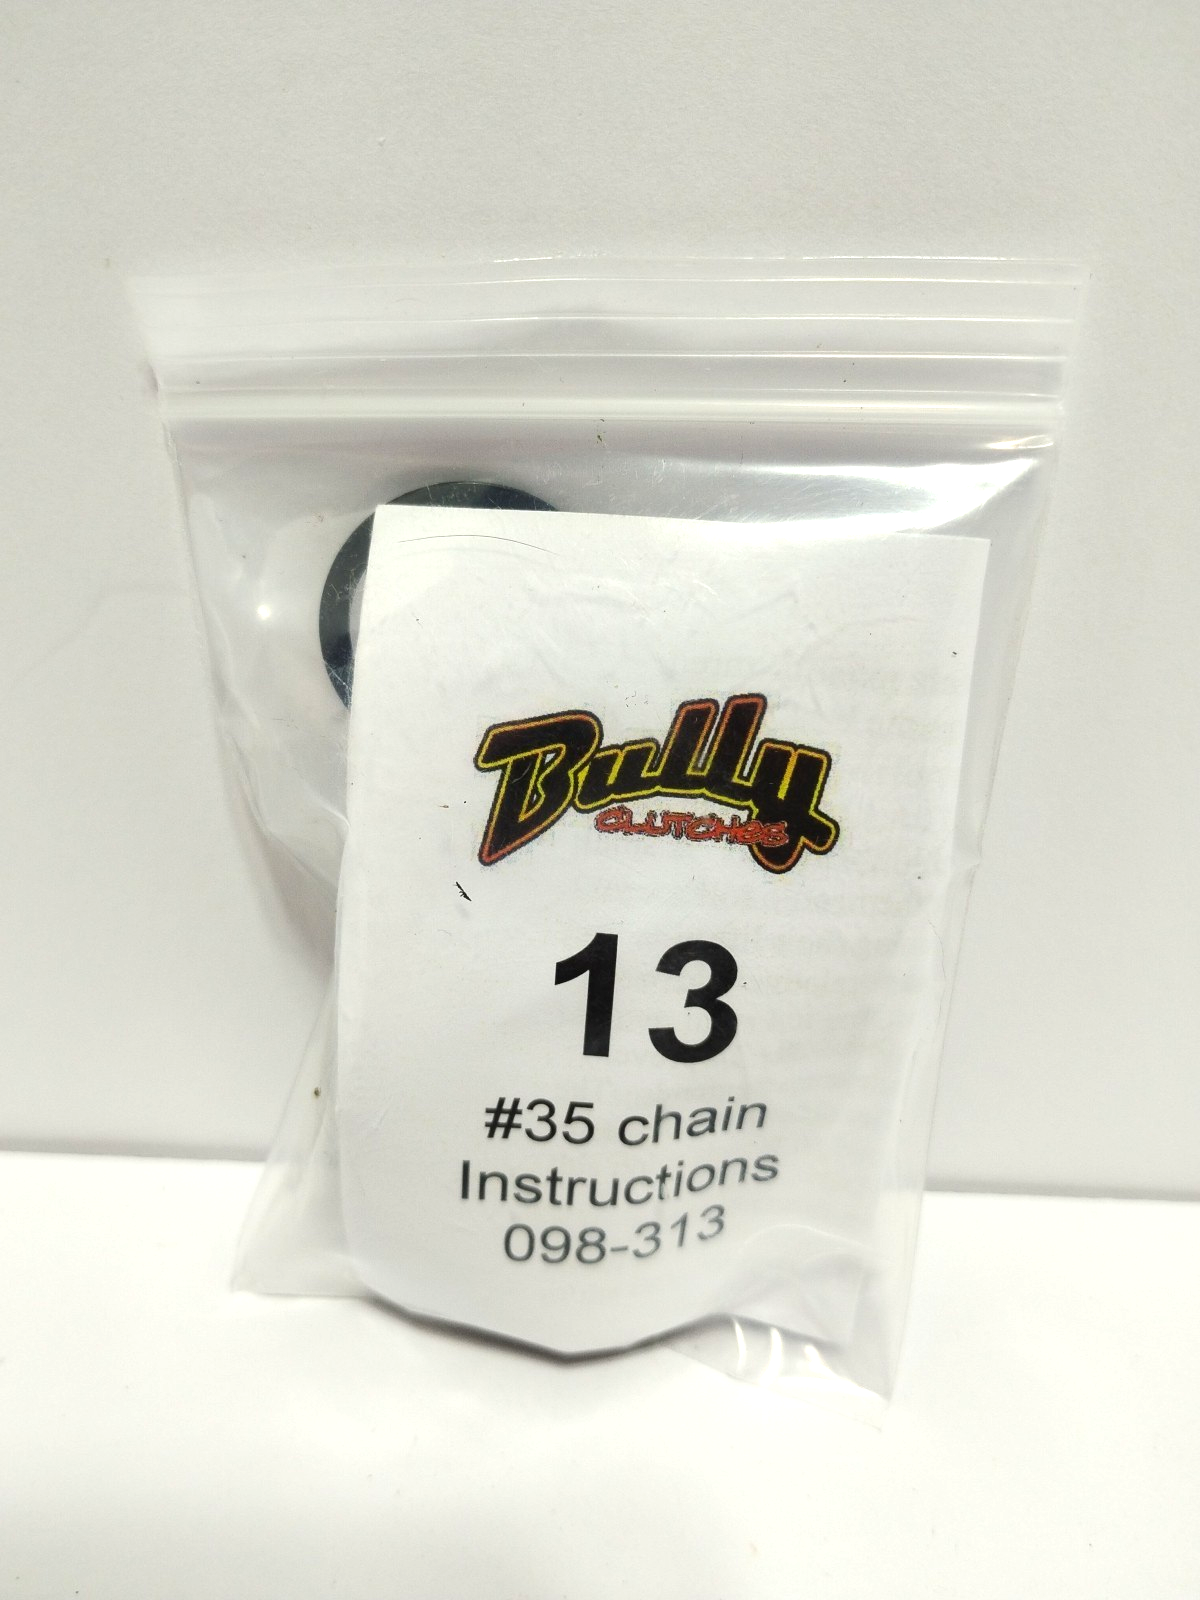 Bully
CLUTCHES
13
#35 chain
Instructions
098-313